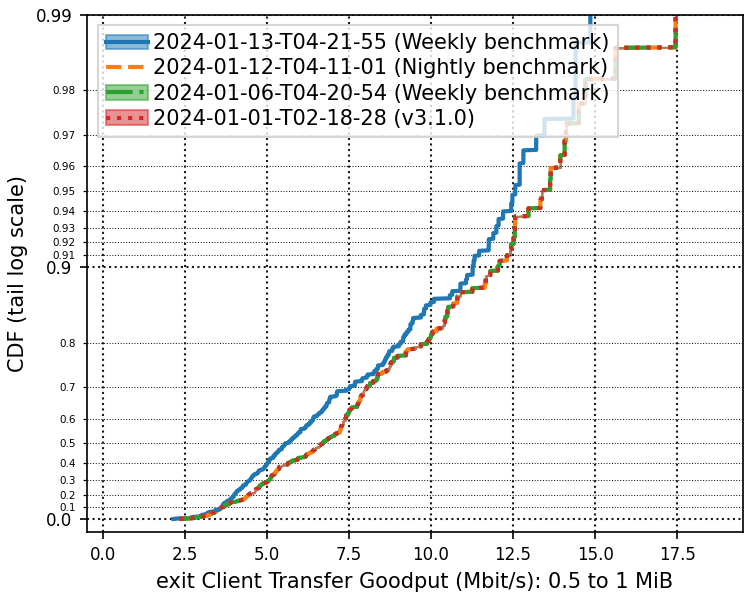 0.99
2024-01-13-T04-21-55 (Weekly benchmark)
2024-01-12-T04-11-01 (Nightly benchmark)
2024-01-06-T04-20-54 (Weekly benchmark)
2024-01-01-T02-18-28 (v3.1.0)
0.98
0.97
0.96
0.95
0.94
0.93
0.92
0.91
0.9
0.8
0.7
0.6
0.5
0.4
0.3
0.2
0.1
0.0
CDF (tail log scale)
0.0 2.5 5.0 7.5 10.0 12.5 15.0 17.5
exit Client Transfer Goodput (Mbit/s): 0.5 to 1 MiB